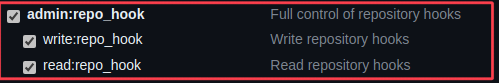 admin:repo_hook Full control of repository hooks
write:repo_hook Write repository hooks
read:repo_hook Read repository hooks